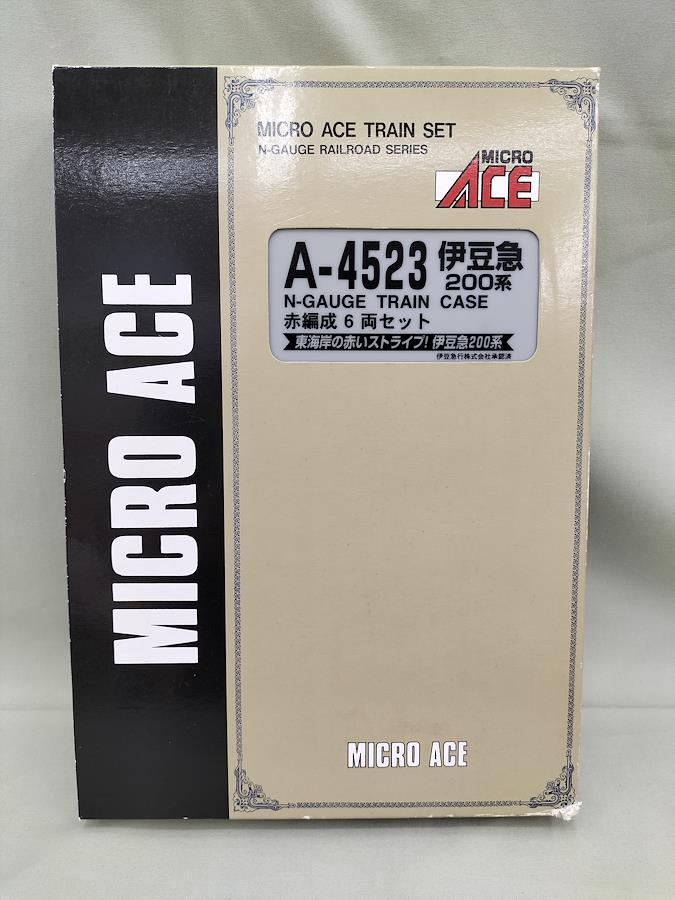 MICRO ACE
MICRO ACE TRAIN SET
N-GAUGE RAILROAD SERIES
MICRO
ACE
A-4523 伊豆急
200系
N-GAUGE TRAIN CASE
赤編成 6 両セット
東海岸の赤いストライプ! 伊豆急200系
伊豆急行株式会社承認済
MICRO ACE